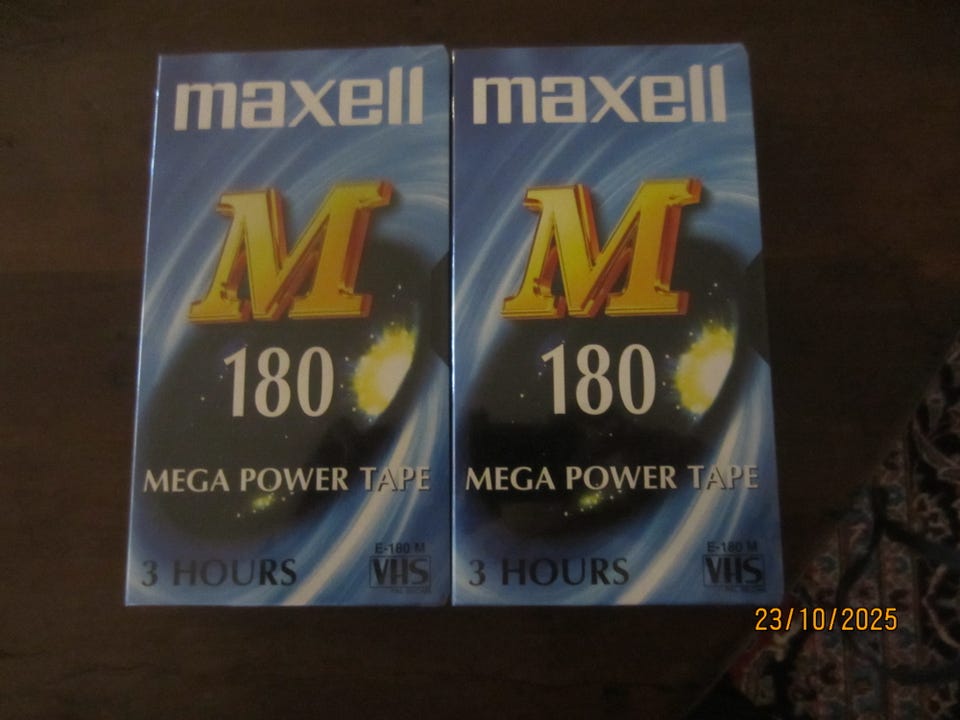 maxell
M
180
MEGA POWER TAPE
3 HOURS
E-180 M
VHS
maxell
M
180
MEGA POWER TAPE
3 HOURS
E-180 M
VHS
23/10/2025